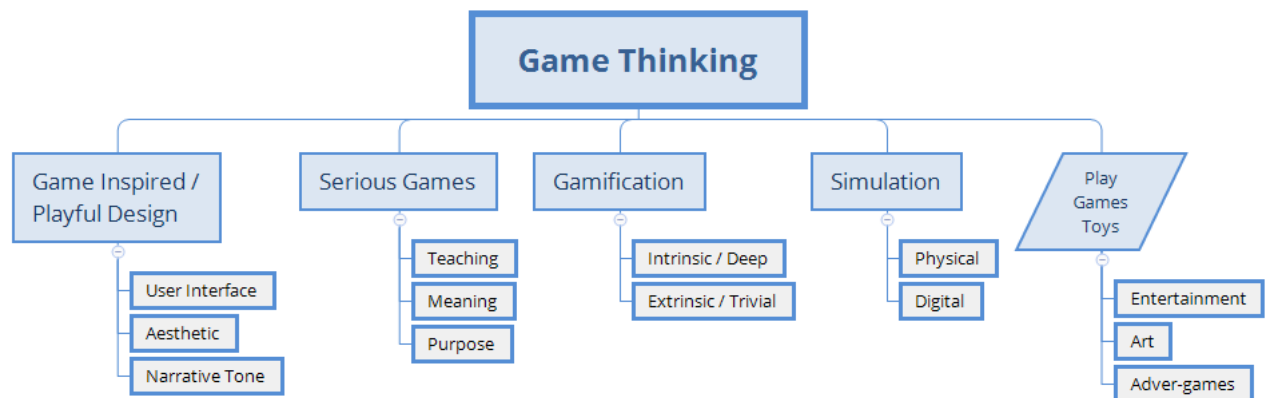 Game Thinking
Game Inspired /
Playful Design
User Interface
Aesthetic
Narrative Tone
Serious Games
Teaching
Meaning
Purpose
Gamification
Intrinsic / Deep
Extrinsic / Trivial
Simulation
Physical
Digital
Play
Games
Toys
Entertainment
Art
Adver-games